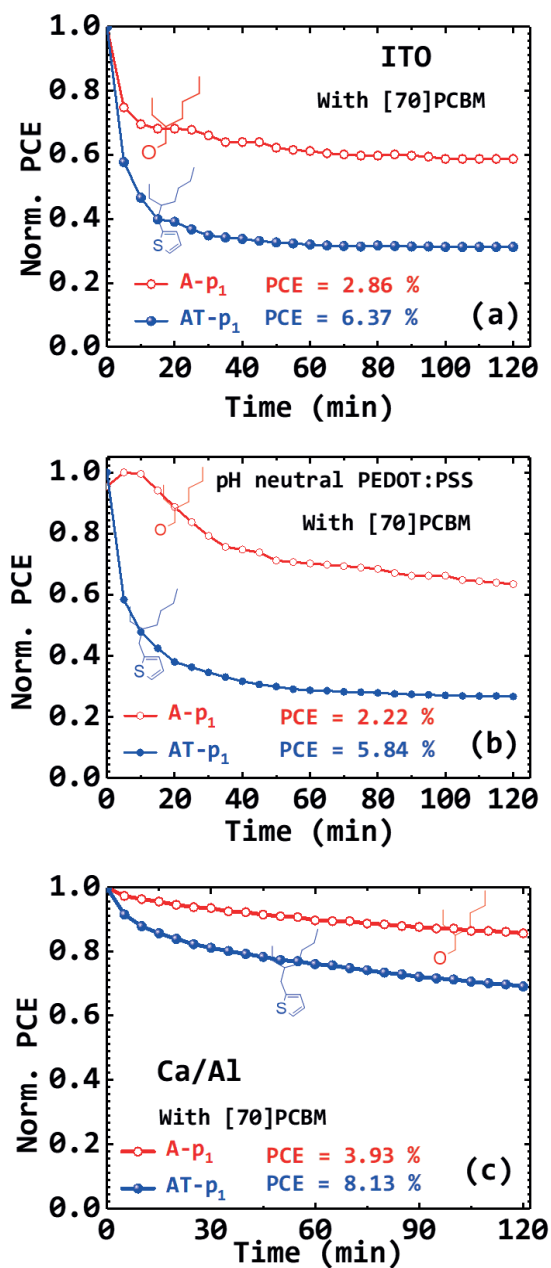 1.0
0.8
0.6
0.4
0.2
0.0
Norm. PCE
ITO
With [70]PCBM
O
S
A-p₁ PCE = 2.86 %
AT-p₁ PCE = 6.37 %
(a)
0 20 40 60 80 100 120
Time (min)
1.0
0.8
0.6
0.4
0.2
0.0
Norm. PCE
pH neutral PEDOT:PSS
With [70]PCBM
O
S
A-p₁ PCE = 2.22 %
AT-p₁ PCE = 5.84 %
(b)
0 20 40 60 80 100 120
Time (min)
1.0
0.8
0.6
0.4
0.2
0.0
Norm. PCE
O
S
Ca/Al
With [70]PCBM
A-p₁ PCE = 3.93 %
AT-p₁ PCE = 8.13 %
(c)
0 30 60 90 120
Time (min)